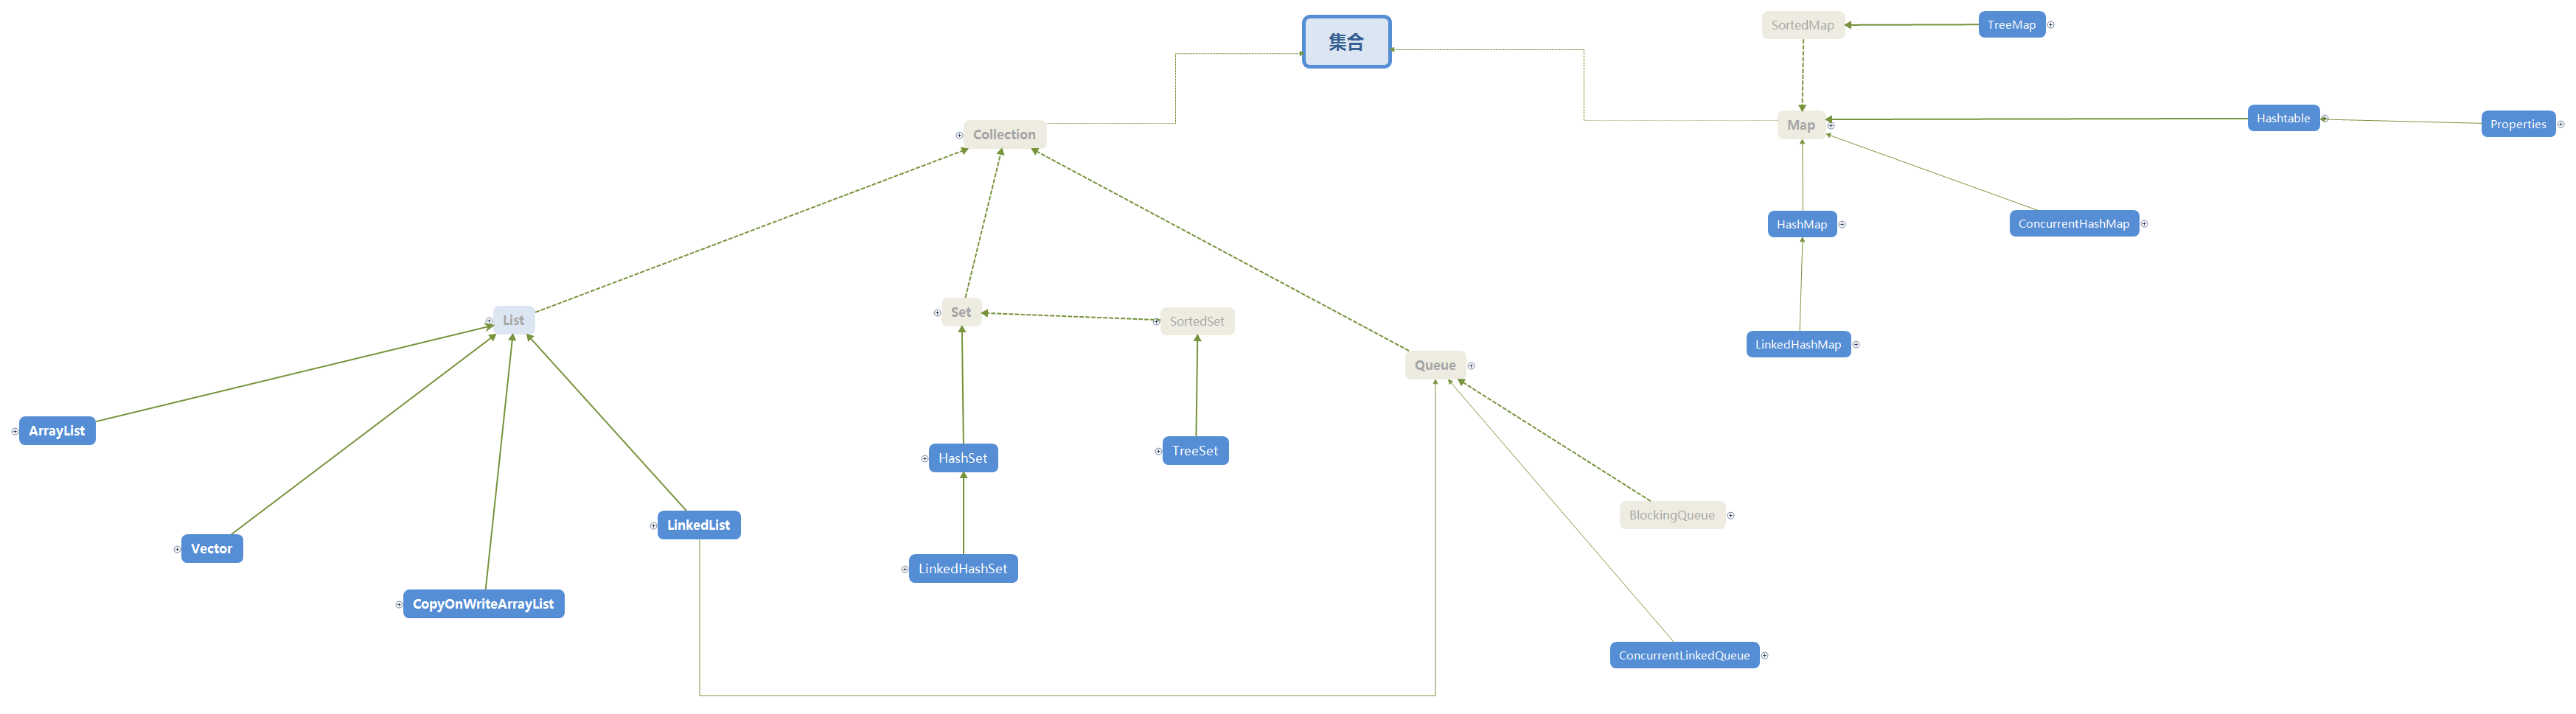 集合
SortedMap
TreeMap
Collection
Map
Hashtable
Properties
HashMap
ConcurrentHashMap
List
Set
SortedSet
LinkedHashMap
Queue
ArrayList
HashSet
TreeSet
LinkedList
BlockingQueue
Vector
LinkedHashSet
CopyOnWriteArrayList
ConcurrentLinkedQueue